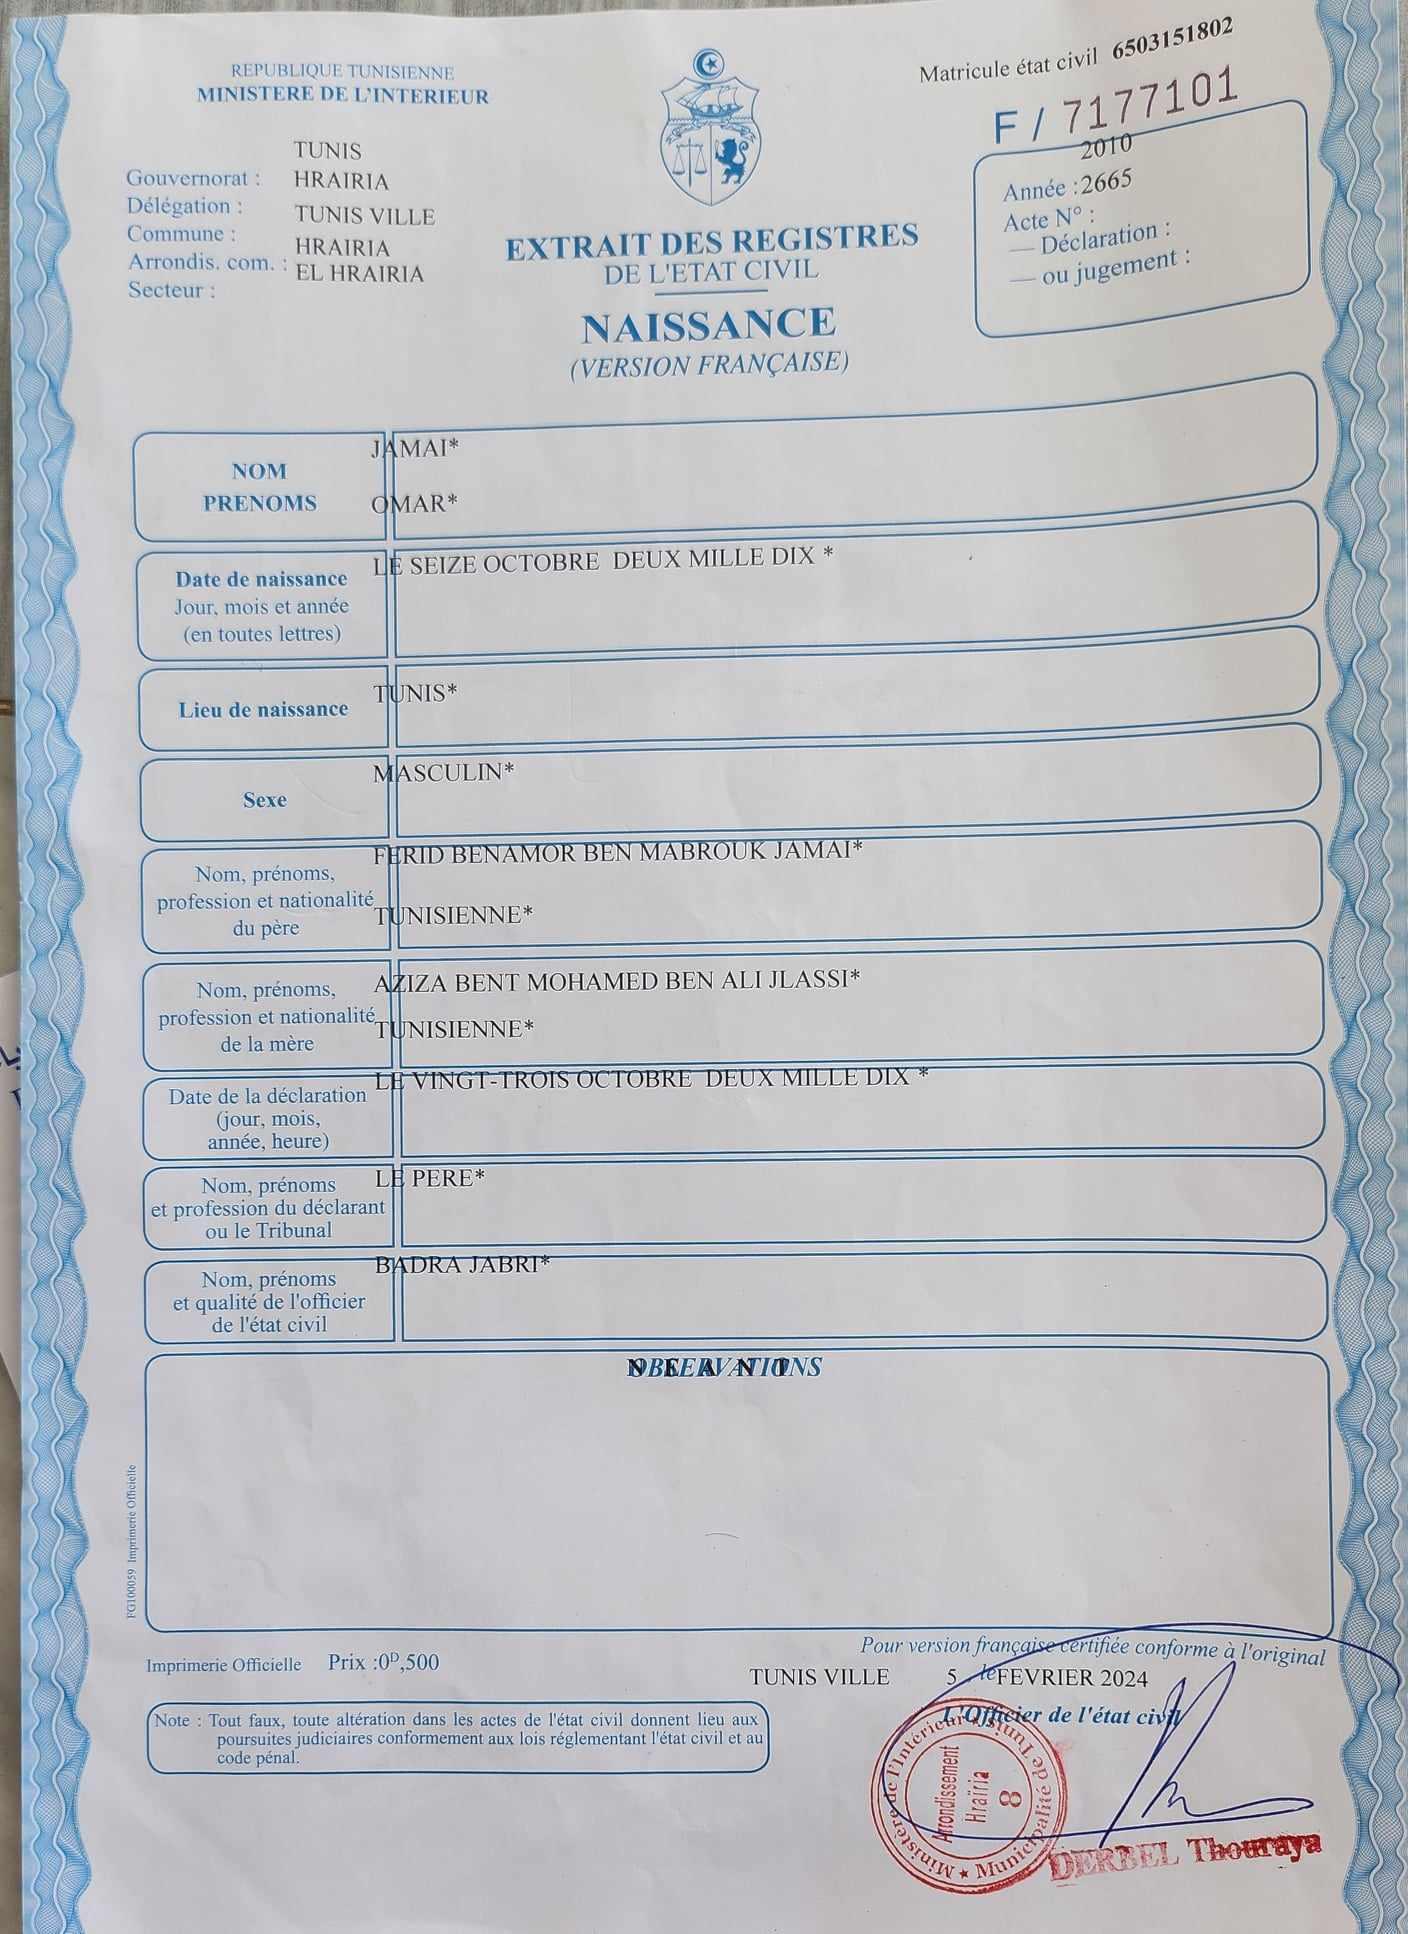 REPUBLIQUE TUNISIENNE
MINISTERE DE L'INTERIEUR
Matricule état civil 6503151802
F / 7177101
TUNIS
Gouvernorat : HRAIRIA
Délégation : TUNIS VILLE
Commune : HRAIRIA
Arrondis. com. : EL HRAIRIA
Secteur :
2010
Année : 2665
Acte N° :
— Déclaration :
— ou jugement :
EXTRAIT DES REGISTRES
DE L'ETAT CIVIL
NAISSANCE
(VERSION FRANÇAISE)
NOM JAMAI*
PRENOMS OMAR*
Date de naissance LE SEIZE OCTOBRE DEUX MILLE DIX *
Jour, mois et année
(en toutes lettres)
Lieu de naissance TUNIS*
Sexe MASCULIN*
Nom, prénoms, FERID BENAMOR BEN MABROUK JAMAI*
profession et nationalité TUNISIENNE*
du père
Nom, prénoms, AZIZA BENT MOHAMED BEN ALI JLASSI*
profession et nationalité TUNISIENNE*
de la mère
Date de la déclaration LE VINGT-TROIS OCTOBRE DEUX MILLE DIX *
(jour, mois,
année, heure)
Nom, prénoms LE PERE*
et profession du déclarant
ou le Tribunal
Nom, prénoms BADRA JABRI*
et qualité de l'officier
de l'état civil
OBSERVATIONS
N E A N T
FG100059 Imprimerie Officielle
Pour version française certifiée conforme à l'original
Imprimerie Officielle Prix :0ᴰ,500
TUNIS VILLE 5 le FEVRIER 2024
L'Officier de l'état civil
Note : Tout faux, toute altération dans les actes de l'état civil donnent lieu aux
poursuites judiciaires conformement aux lois réglementant l'état civil et au
code pénal.
Ministère de l'Intérieur ★ Municipalité de Tunis
Arrondissement
Hraïria
8
DERBEL Thouraya